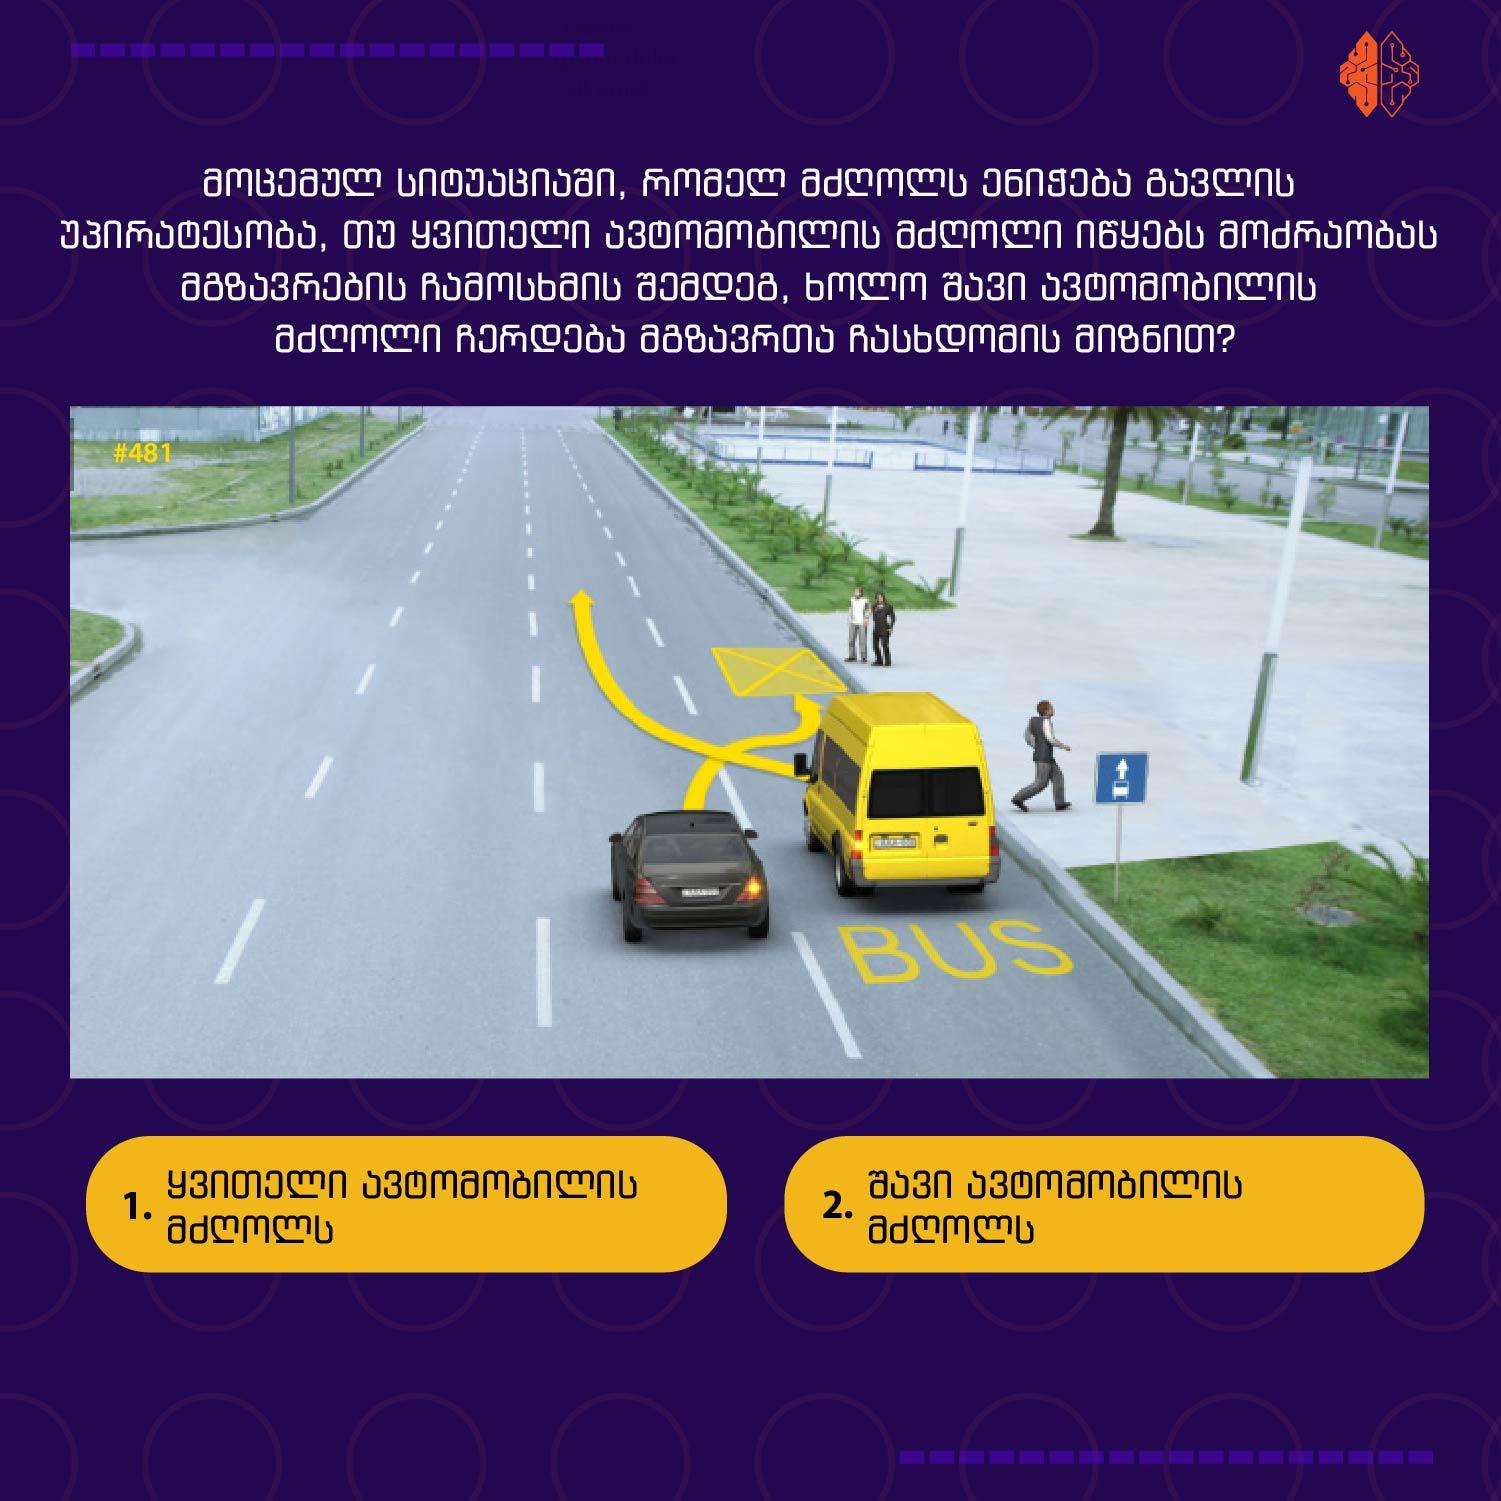 მოცემულ სიტუაციაში, რომელ მძღოლს ენიჭება გავლის
უპირატესობა, თუ ყვითელი ავტომობილის მძღოლი იწყებს მოძრაობას
მგზავრების ჩამოსხმის შემდეგ, ხოლო შავი ავტომობილის
მძღოლი ჩერდება მგზავრთა ჩასხდომის მიზნით?
#481
BUS
1. ყვითელი ავტომობილის
მძღოლს
2. შავი ავტომობილის
მძღოლს